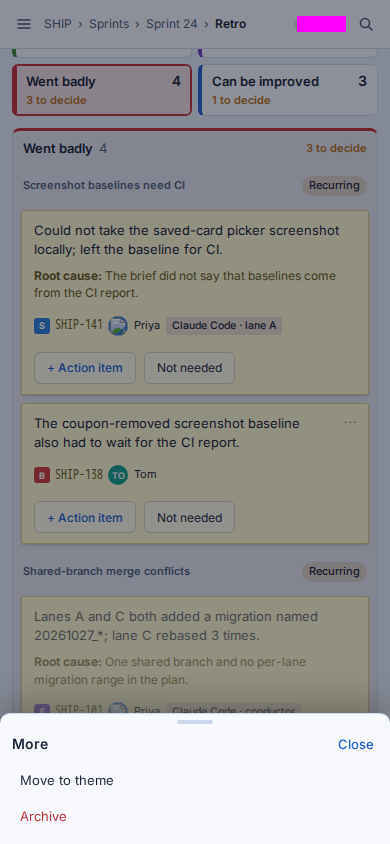 SHIP › Sprints › Sprint 24 › Retro
Went badly 4
3 to decide
Can be improved 3
1 to decide
Went badly 4 3 to decide
Screenshot baselines need CI Recurring
Could not take the saved-card picker screenshot
locally; left the baseline for CI.
Root cause: The brief did not say that baselines come
from the CI report.
S SHIP-141 Priya Claude Code · lane A
+ Action item Not needed
The coupon-removed screenshot baseline ...
also had to wait for the CI report.
B SHIP-138 TO Tom
+ Action item Not needed
Shared-branch merge conflicts Recurring
Lanes A and C both added a migration named
20261027_*; lane C rebased 3 times.
Root cause: One shared branch and no per-lane
migration range in the plan.
S SHIP-101 Priya Claude Code · conductor
More Close
Move to theme
Archive